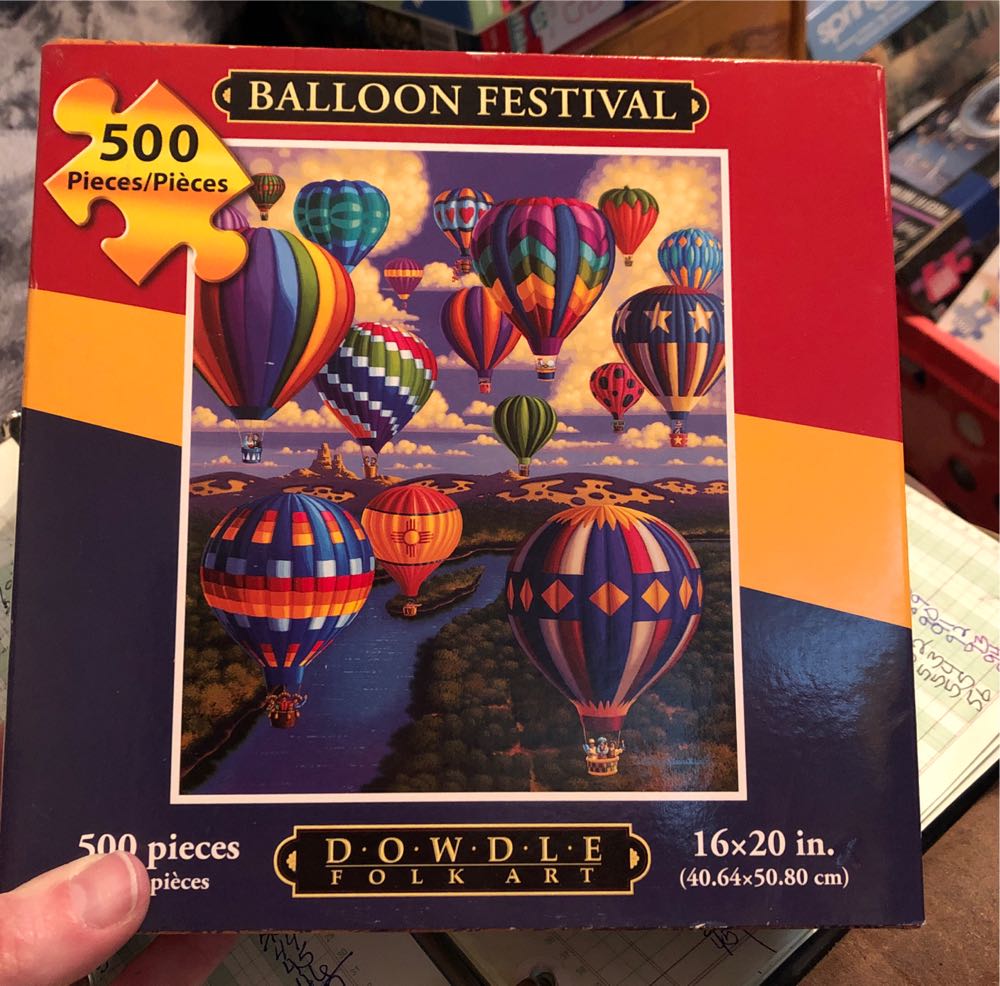 BALLOON FESTIVAL
500
Pieces/Pièces
500 pieces
pièces
D·O·W·D·L·E
FOLK ART
16×20 in.
(40.64×50.80 cm)